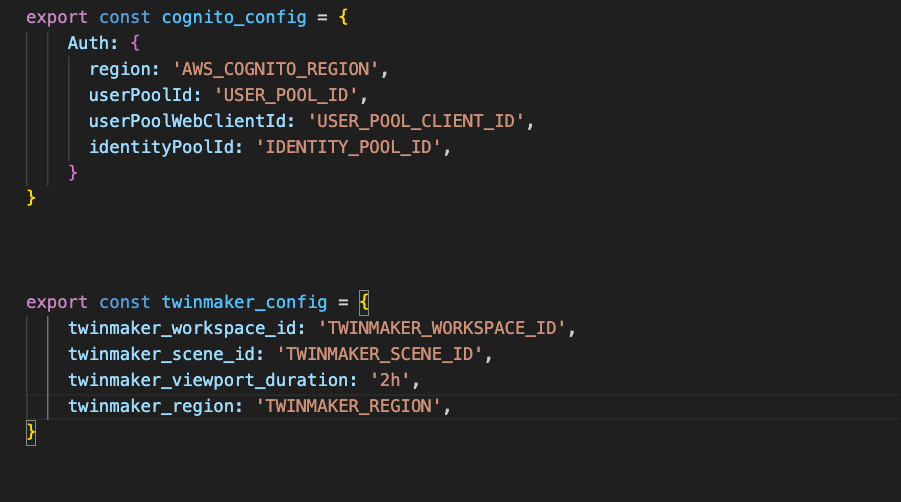 export const cognito_config = {
Auth: {
region: 'AWS_COGNITO_REGION',
userPoolId: 'USER_POOL_ID',
userPoolWebClientId: 'USER_POOL_CLIENT_ID',
identityPoolId: 'IDENTITY_POOL_ID',
}
}
export const twinmaker_config = {
twinmaker_workspace_id: 'TWINMAKER_WORKSPACE_ID',
twinmaker_scene_id: 'TWINMAKER_SCENE_ID',
twinmaker_viewport_duration: '2h',
twinmaker_region: 'TWINMAKER_REGION',
}